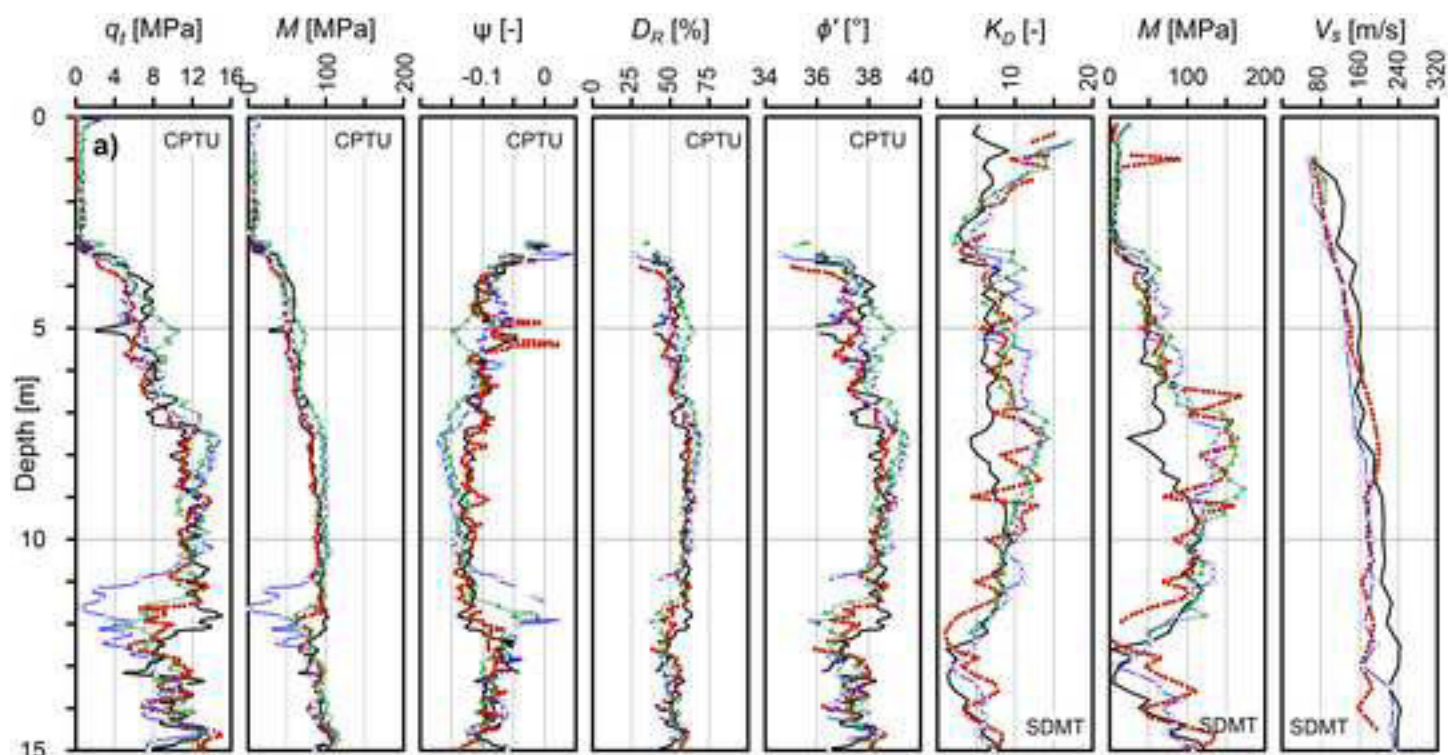 qt [MPa] M [MPa] Ψ [-] DR [%] ϕ' [°] KD [-] M [MPa] Vs [m/s]
0 4 8 12 16 0 100 200 -0.1 0 0 25 50 75 34 36 38 40 0 10 20 0 100 200 80 160 240 320
0 a) CPTU CPTU CPTU CPTU CPTU
5
Depth [m]
10
15 SDMT SDMT SDMT